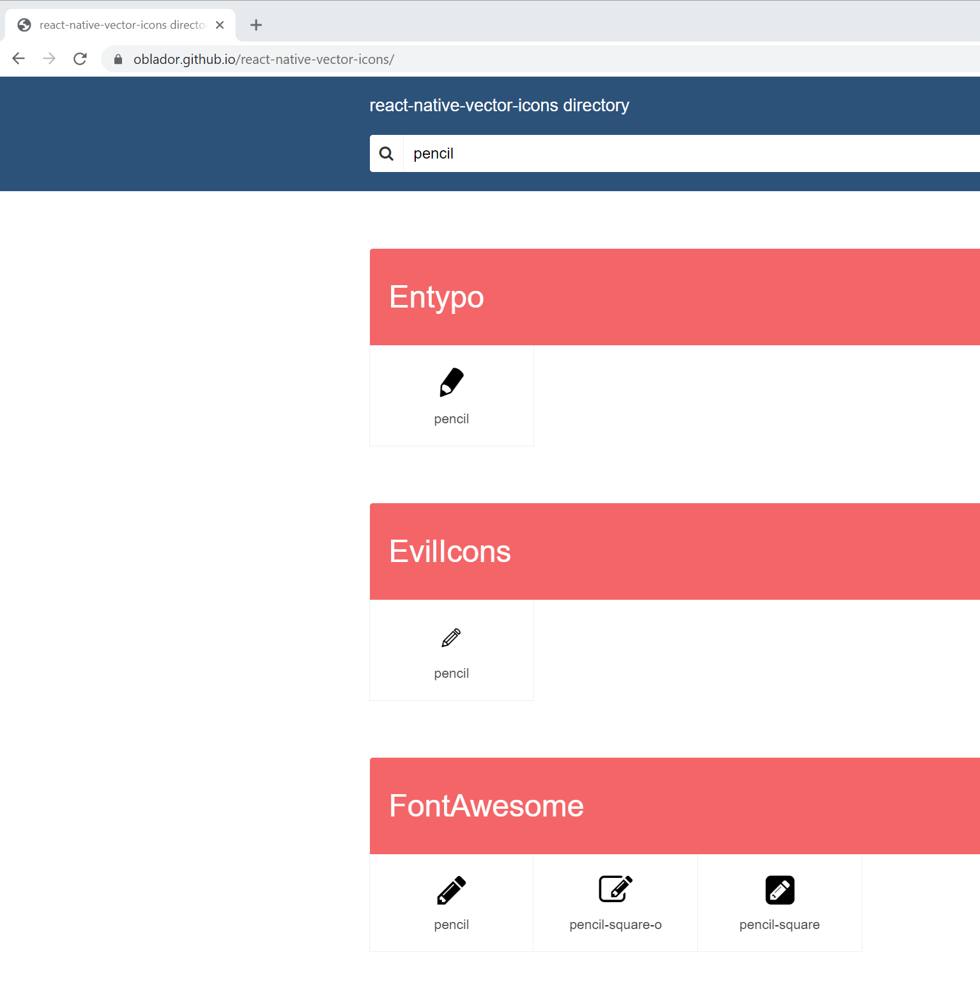 react-native-vector-icons directo
oblador.github.io/react-native-vector-icons/
react-native-vector-icons directory
pencil
Entypo
pencil
EvilIcons
pencil
FontAwesome
pencil
pencil-square-o
pencil-square